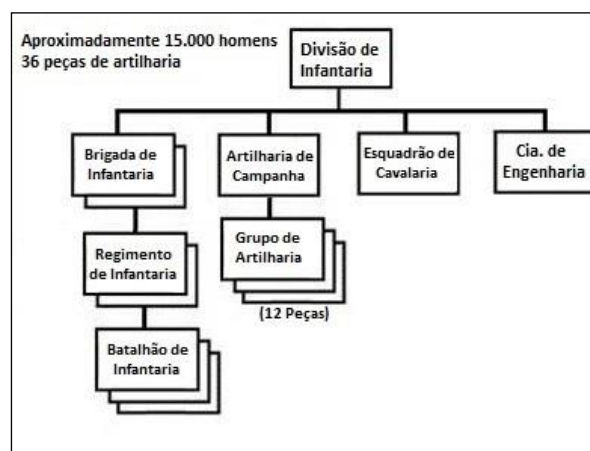 Aproximadamente 15.000 homens
36 peças de artilharia
Divisão de
Infantaria
Brigada de
Infantaria
Artilharia de
Campanha
Esquadrão de
Cavalaria
Cia. de
Engenharia
Regimento
de Infantaria
Grupo de
Artilharia
(12 Peças)
Batalhão de
Infantaria